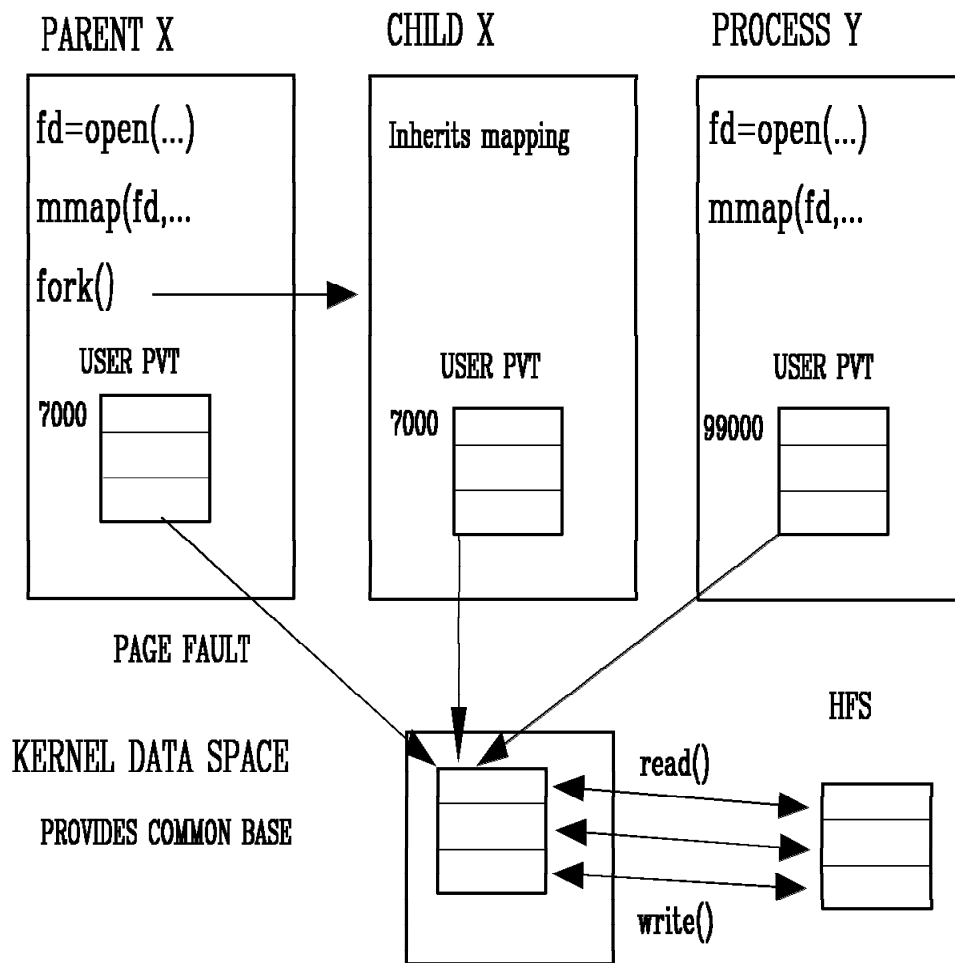 PARENT X
CHILD X
PROCESS Y
fd=open(...)
mmap(fd,...
fork()
Inherits mapping
fd=open(...)
mmap(fd,...
USER PVT
7000
USER PVT
7000
USER PVT
99000
PAGE FAULT
KERNEL DATA SPACE
PROVIDES COMMON BASE
HFS
read()
write()